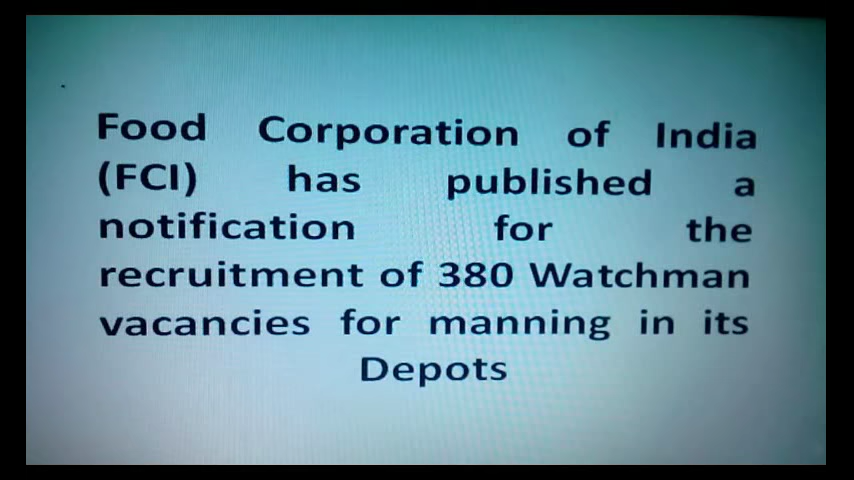 Food Corporation of India
(FCI) has published a
notification for the
recruitment of 380 Watchman
vacancies for manning in its
Depots